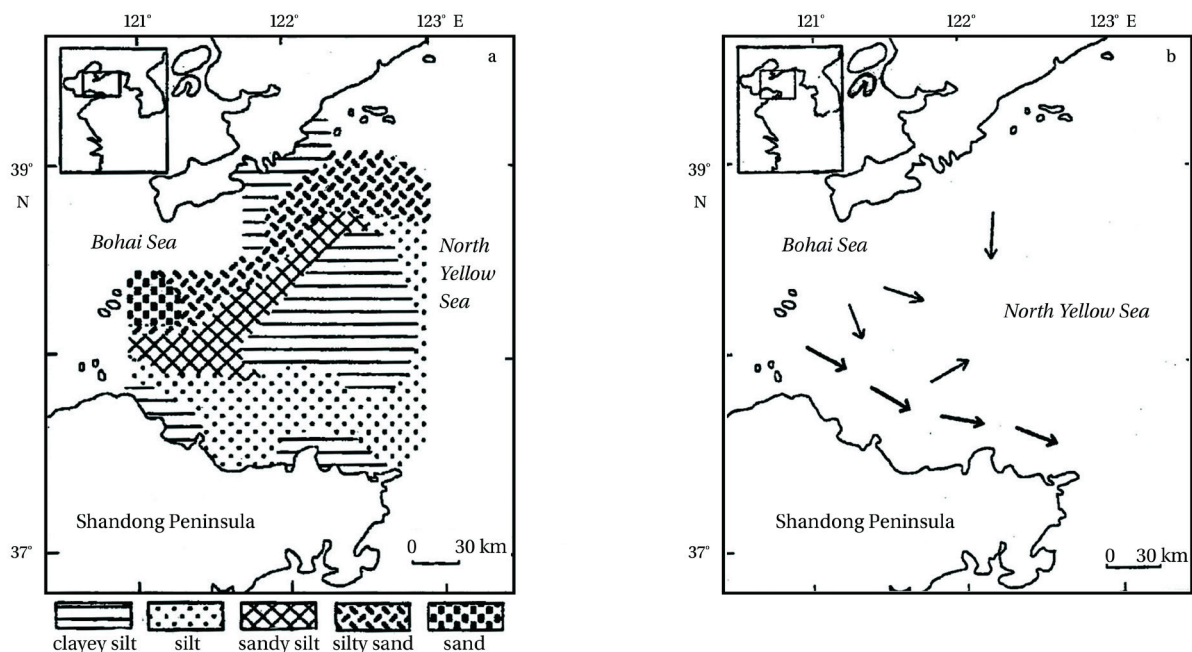 121° 122° 123° E
a
39°
N
Bohai Sea
North
Yellow
Sea
Shandong Peninsula
37°
0 30 km
clayey silt silt sandy silt silty sand sand
121° 122° 123° E
b
39°
N
Bohai Sea
North Yellow Sea
Shandong Peninsula
37°
0 30 km